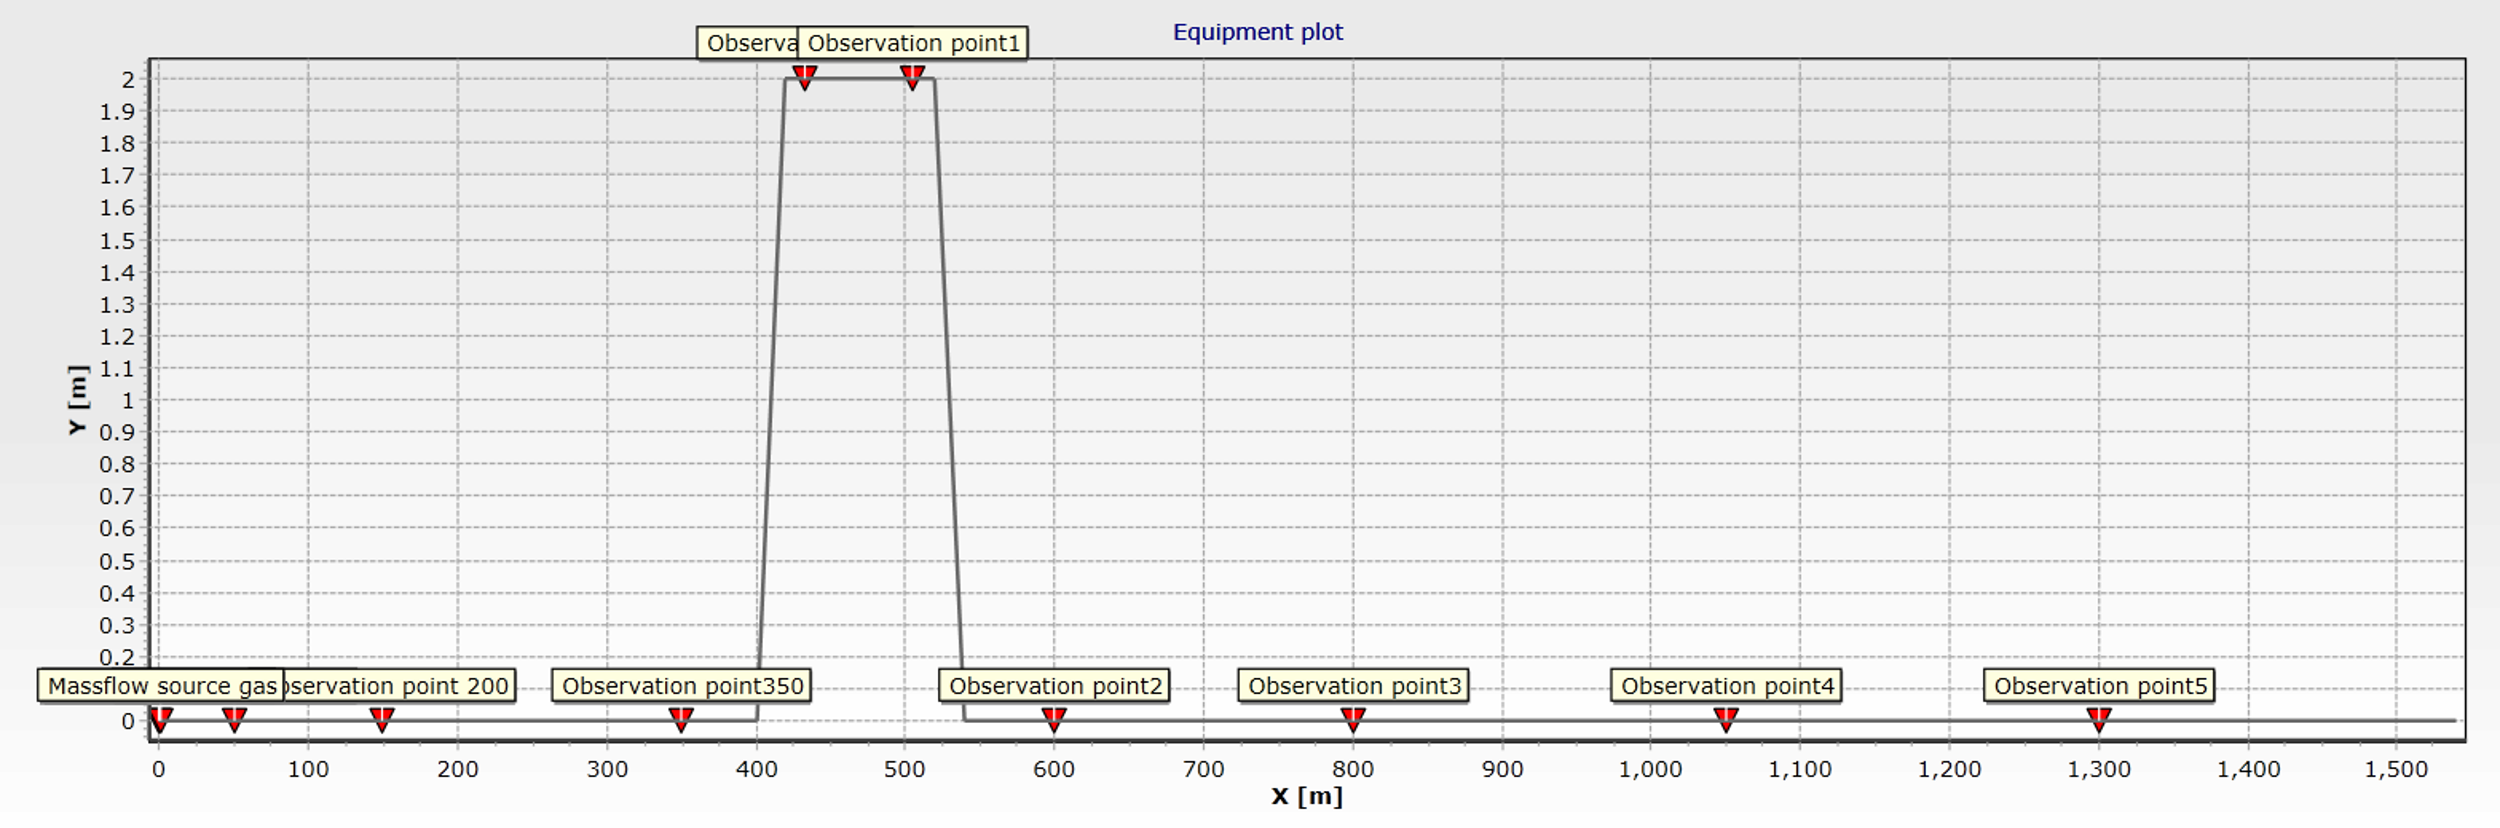 Equipment plot
Observa
Observation point1
2
1.9
1.8
1.7
1.6
1.5
1.4
1.3
1.2
1.1
1
0.9
0.8
0.7
0.6
0.5
0.4
0.3
0.2
0
Y [m]
Massflow source gas
bservation point 200
Observation point350
Observation point2
Observation point3
Observation point4
Observation point5
0 100 200 300 400 500 600 700 800 900 1,000 1,100 1,200 1,300 1,400 1,500
X [m]